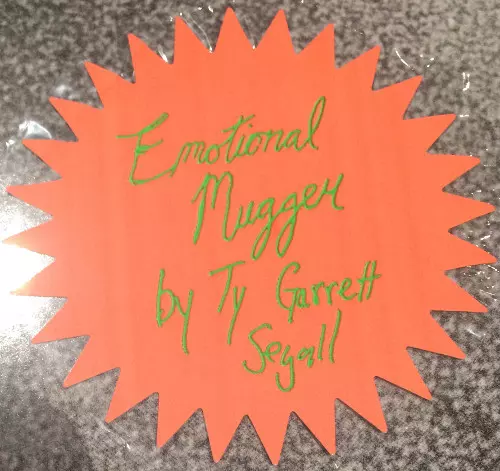 Emotional
Mugger
by Ty Garrett
Segall